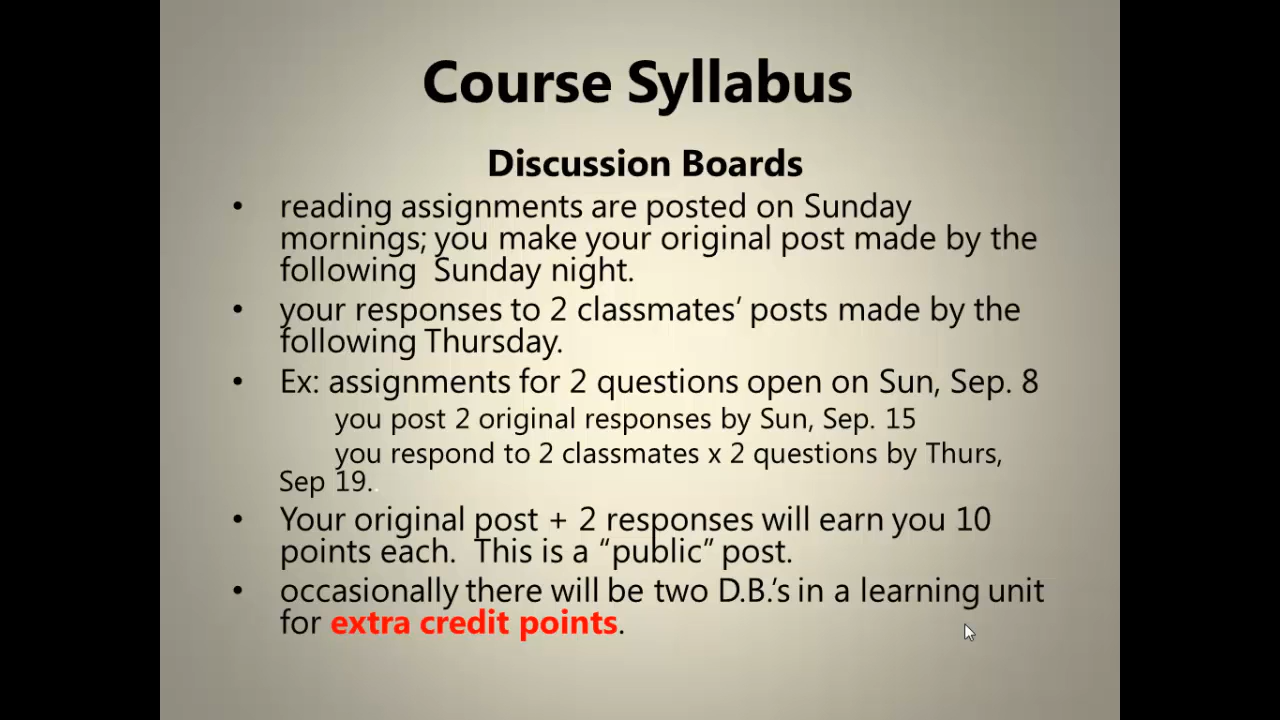 Course Syllabus
Discussion Boards
• reading assignments are posted on Sunday
mornings; you make your original post made by the
following  Sunday night.
• your responses to 2 classmates’ posts made by the
following Thursday.
• Ex: assignments for 2 questions open on Sun, Sep. 8
you post 2 original responses by Sun, Sep. 15
you respond to 2 classmates x 2 questions by Thurs,
Sep 19.
• Your original post + 2 responses will earn you 10
points each.  This is a “public” post.
• occasionally there will be two D.B.’s in a learning unit
for extra credit points.